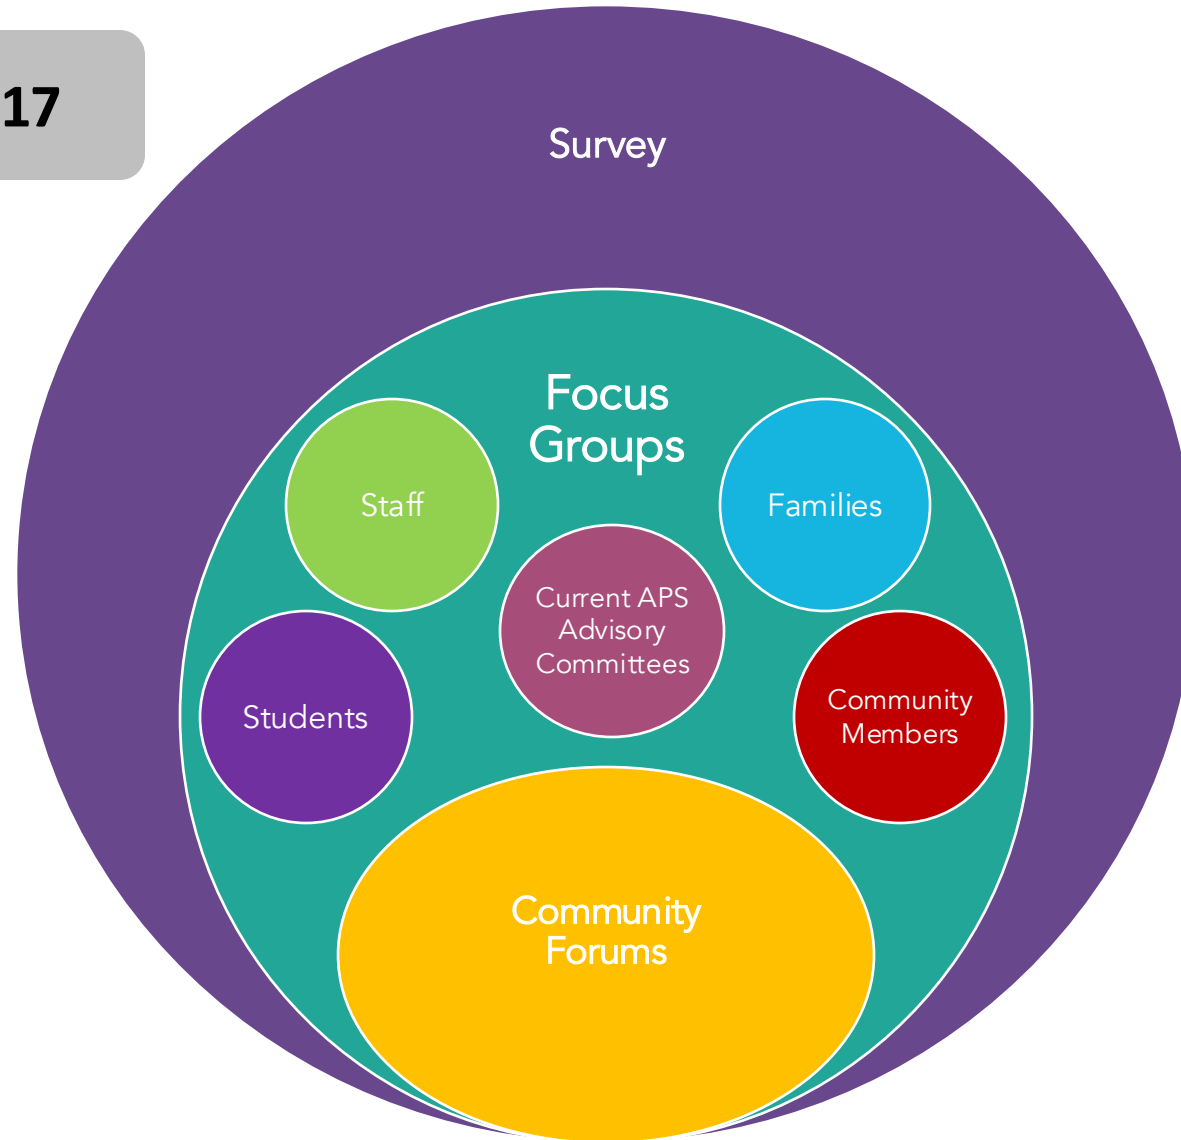 17
Survey
Focus
Groups
Staff
Families
Current APS
Advisory
Committees
Students
Community
Members
Community
Forums